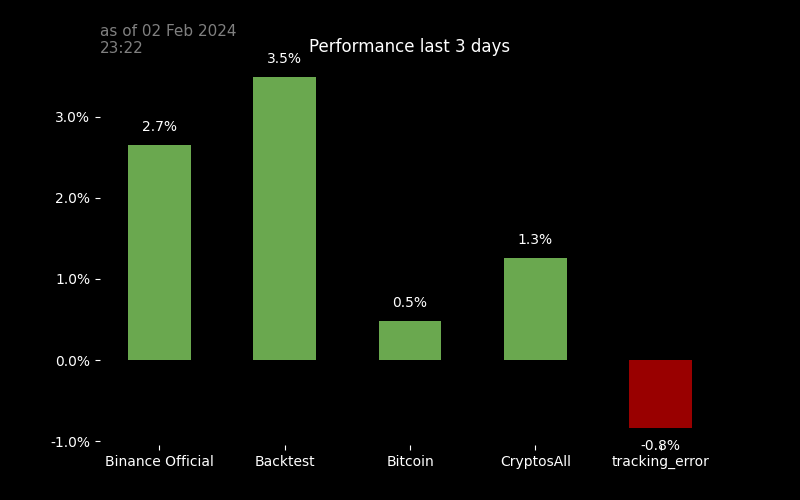 as of 02 Feb 2024
23:22
Performance last 3 days
3.5%
3.0%
2.7%
2.0%
1.3%
1.0%
0.5%
0.0%
-1.0%
-0.8%
Binance Official
Backtest
Bitcoin
CryptosAll
tracking_error